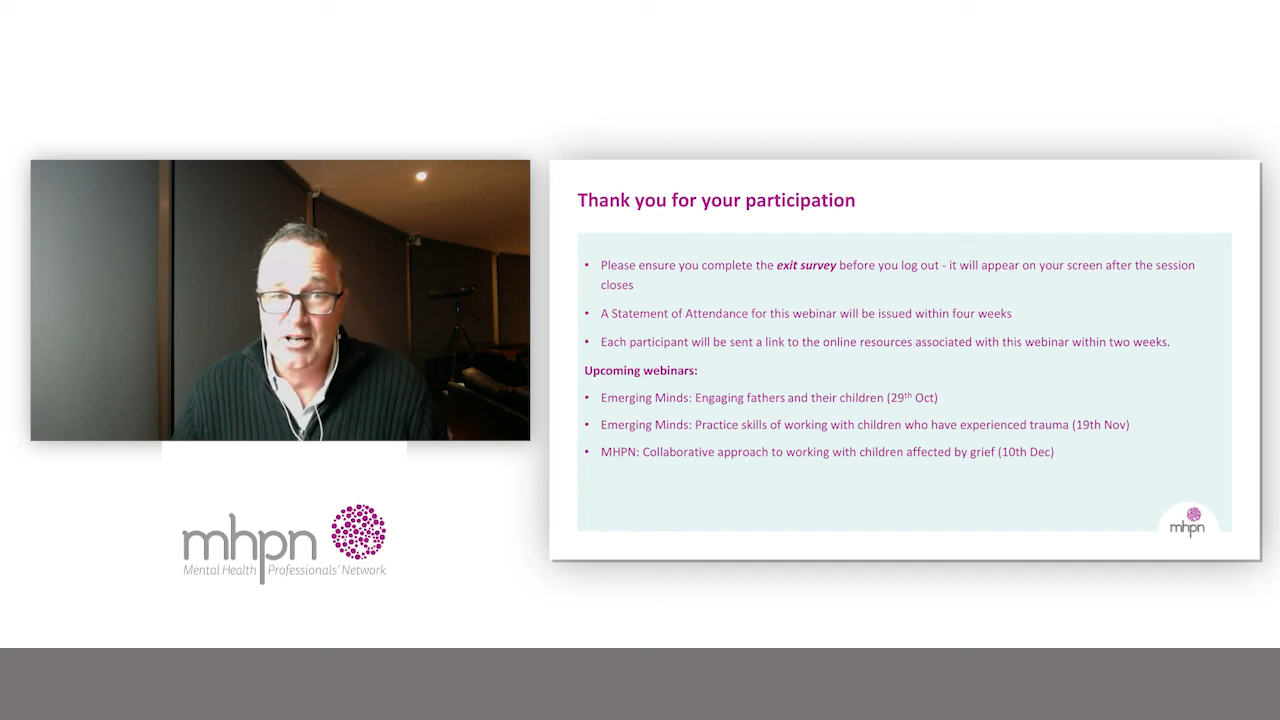 Thank you for your participation
• Please ensure you complete the exit survey before you log out - it will appear on your screen after the session
closes
• A Statement of Attendance for this webinar will be issued within four weeks
• Each participant will be sent a link to the online resources associated with this webinar within two weeks.
Upcoming webinars:
• Emerging Minds: Engaging fathers and their children (29th Oct)
• Emerging Minds: Practice skills of working with children who have experienced trauma (19th Nov)
• MHPN: Collaborative approach to working with children affected by grief (10th Dec)
mhpn
mhpn
Mental Health Professionals' Network